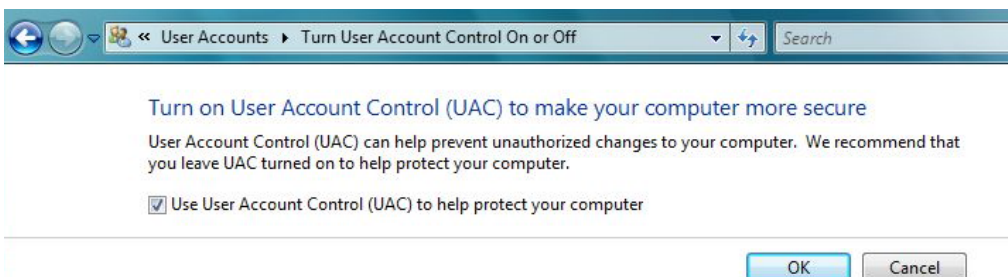 « User Accounts ▸ Turn User Account Control On or Off Search
Turn on User Account Control (UAC) to make your computer more secure
User Account Control (UAC) can help prevent unauthorized changes to your computer. We recommend that
you leave UAC turned on to help protect your computer.
Use User Account Control (UAC) to help protect your computer
OK Cancel